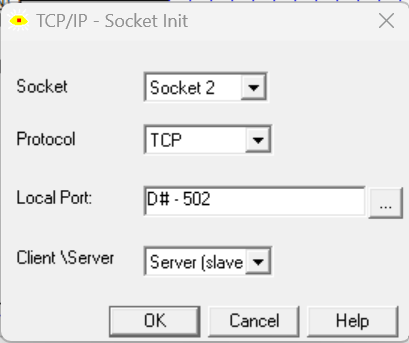 TCP/IP - Socket Init
Socket
Socket 2
Protocol
TCP
Local Port:
D# - 502
...
Client \Server
Server (slave
OK
Cancel
Help